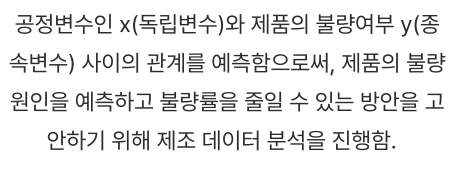 공정변수인 x(독립변수)와 제품의 불량여부 y(종
속변수) 사이의 관계를 예측함으로써, 제품의 불량
원인을 예측하고 불량률을 줄일 수 있는 방안을 고
안하기 위해 제조 데이터 분석을 진행함.